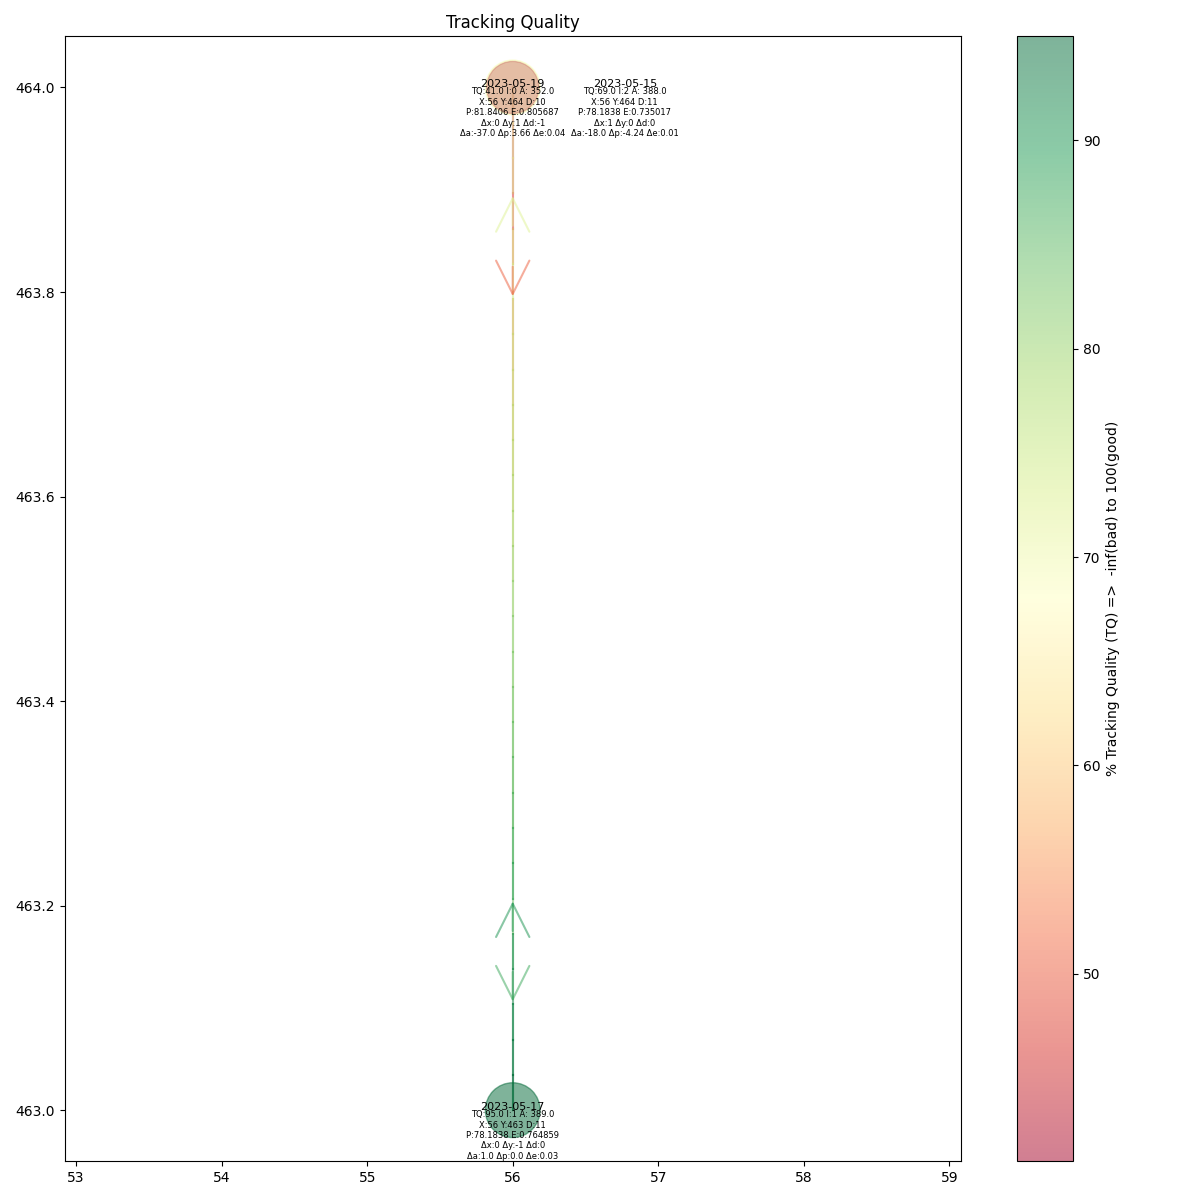 Tracking Quality
464.0
463.8
463.6
463.4
463.2
463.0
2023-05-19
TQ:41.0 I:0 A: 352.0
X:56 Y:464 D:10
P:81.8406 E:0.805687
Δx:0 Δy:1 Δd:-1
Δa:-37.0 Δp:3.66 Δe:0.04
2023-05-15
TQ:69.0 I:2 A: 388.0
X:56 Y:464 D:11
P:78.1838 E:0.735017
Δx:1 Δy:0 Δd:0
Δa:-18.0 Δp:-4.24 Δe:0.01
2023-05-17
TQ:95.0 I:1 A: 389.0
X:56 Y:463 D:11
P:78.1838 E:0.764859
Δx:0 Δy:-1 Δd:0
Δa:1.0 Δp:0.0 Δe:0.03
53
54
55
56
57
58
59
90
80
70
60
50
% Tracking Quality (TQ) =>  -inf(bad) to 100(good)